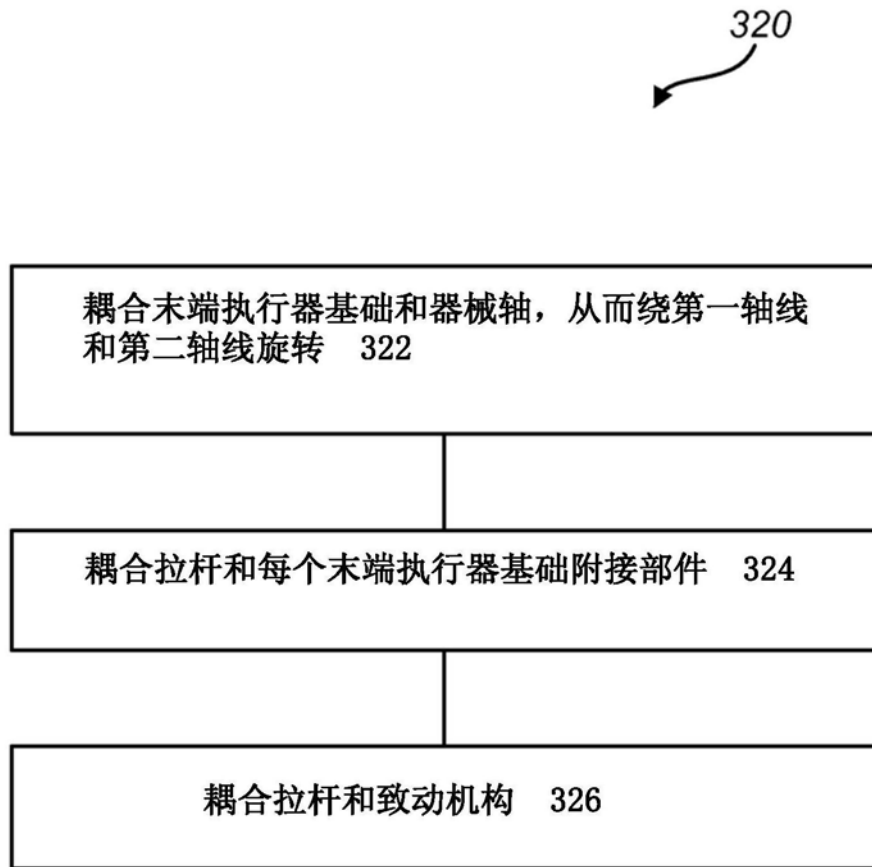 320
耦合末端执行器基础和器械轴，从而绕第一轴线
和第二轴线旋转 322
耦合拉杆和每个末端执行器基础附接部件 324
耦合拉杆和致动机构 326